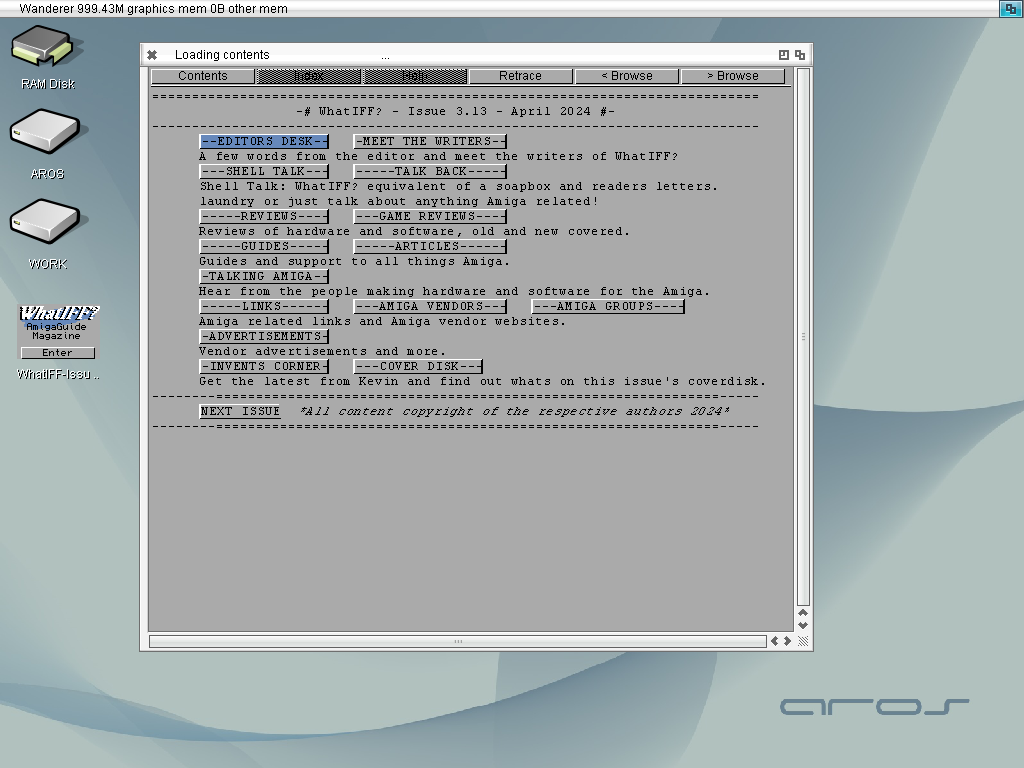 Wanderer 999.43M graphics mem 0B other mem
RAM Disk
AROS
WORK
WhatIFF?
AmigaGuide
Magazine
Enter
WhatIFF-Issu..
Loading contents ...
Contents Index Help Retrace < Browse > Browse
-# WhatIFF? - Issue 3.13 - April 2024 #-
--EDITORS DESK-- -MEET THE WRITERS--
A few words from the editor and meet the writers of WhatIFF?
---SHELL TALK--- -----TALK BACK-----
Shell Talk: WhatIFF? equivalent of a soapbox and readers letters.
laundry or just talk about anything Amiga related!
-----REVIEWS---- ---GAME REVIEWS----
Reviews of hardware and software, old and new covered.
-----GUIDES----- -----ARTICLES------
Guides and support to all things Amiga.
-TALKING AMIGA--
Hear from the people making hardware and software for the Amiga.
-----LINKS------ ---AMIGA VENDORS--- ---AMIGA GROUPS----
Amiga related links and Amiga vendor websites.
-ADVERTISEMENTS-
Vendor advertisements and more.
-INVENTS CORNER- ---COVER DISK---
Get the latest from Kevin and find out whats on this issue's coverdisk.
NEXT ISSUE *All content copyright of the respective authors 2024*
aros